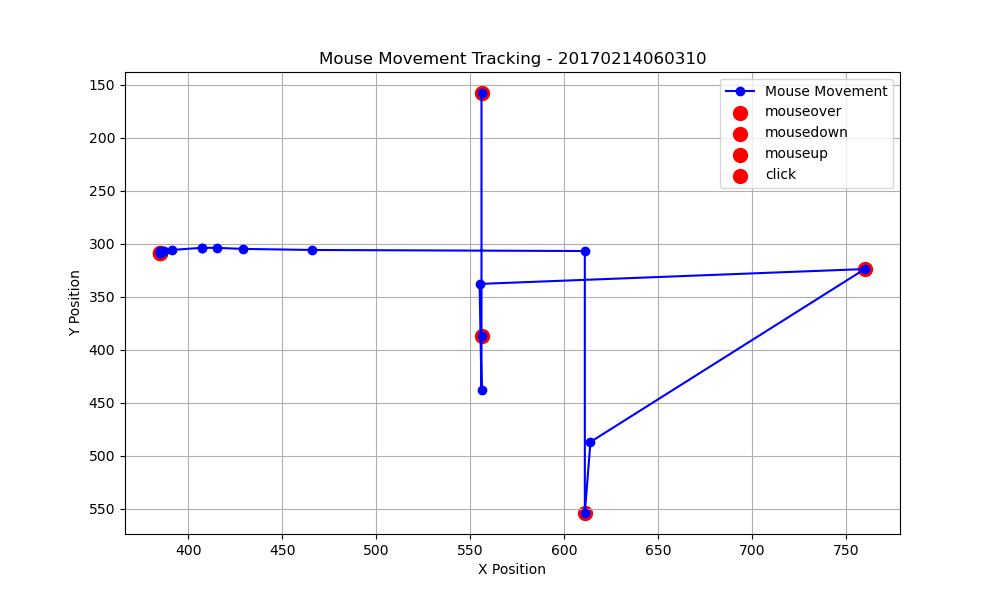 Mouse Movement Tracking - 20170214060310
Mouse Movement
mouseover
mousedown
mouseup
click
150
200
250
300
350
400
450
500
550
Y Position
400 450 500 550 600 650 700 750
X Position